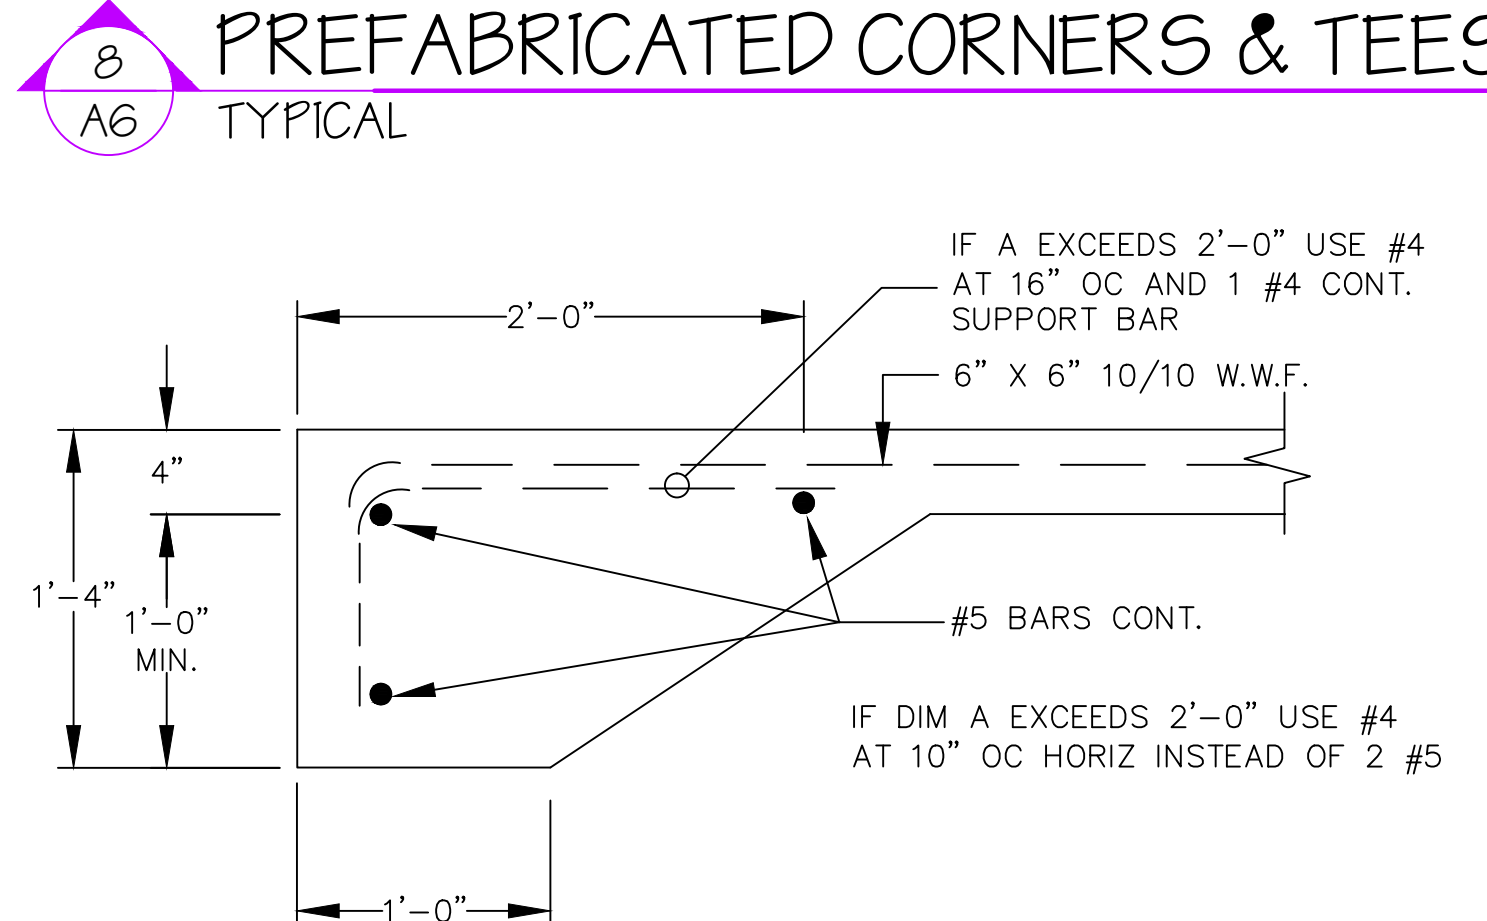 8
A6
PREFABRICATED CORNERS & TEES
TYPICAL
IF A EXCEEDS 2'-0" USE #4
AT 16" OC AND 1 #4 CONT.
SUPPORT BAR
2'-0"
6" X 6" 10/10 W.W.F.
4"
1'-4"
1'-0"
MIN.
#5 BARS CONT.
IF DIM A EXCEEDS 2'-0" USE #4
AT 10" OC HORIZ INSTEAD OF 2 #5
1'-0"